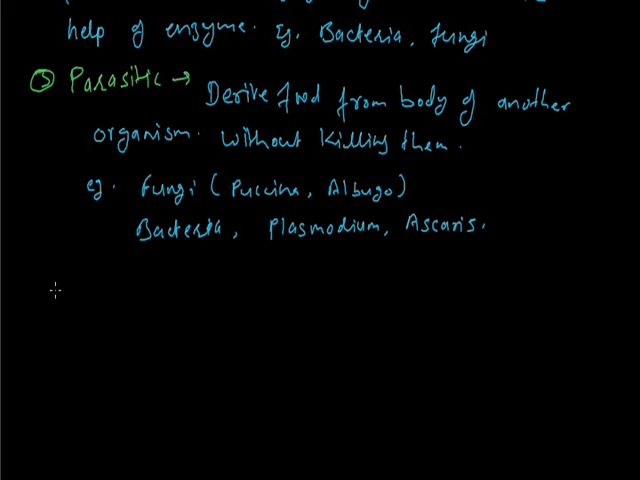 help of enzyme. Eg. Bacteria, fungi
③ Parasitic → Derive food from body of another
organism. without killing them.
eg. Fungi (Puccina, Albugo)
Bacteria, Plasmodium, Ascaris.